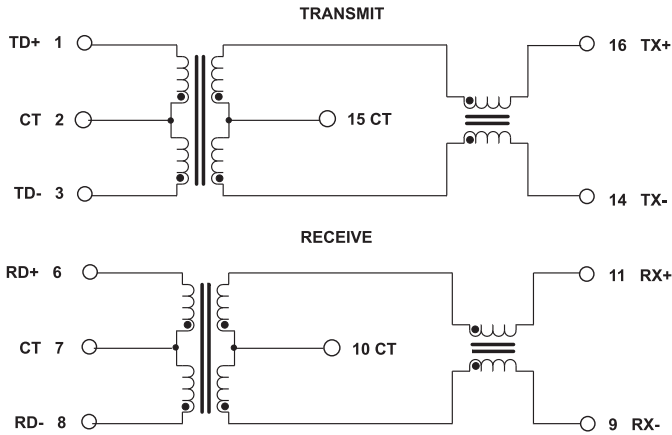 TRANSMIT
TD+ 1
16 TX+
CT 2
15 CT
TD- 3
14 TX-
RECEIVE
RD+ 6
11 RX+
CT 7
10 CT
RD- 8
9 RX-